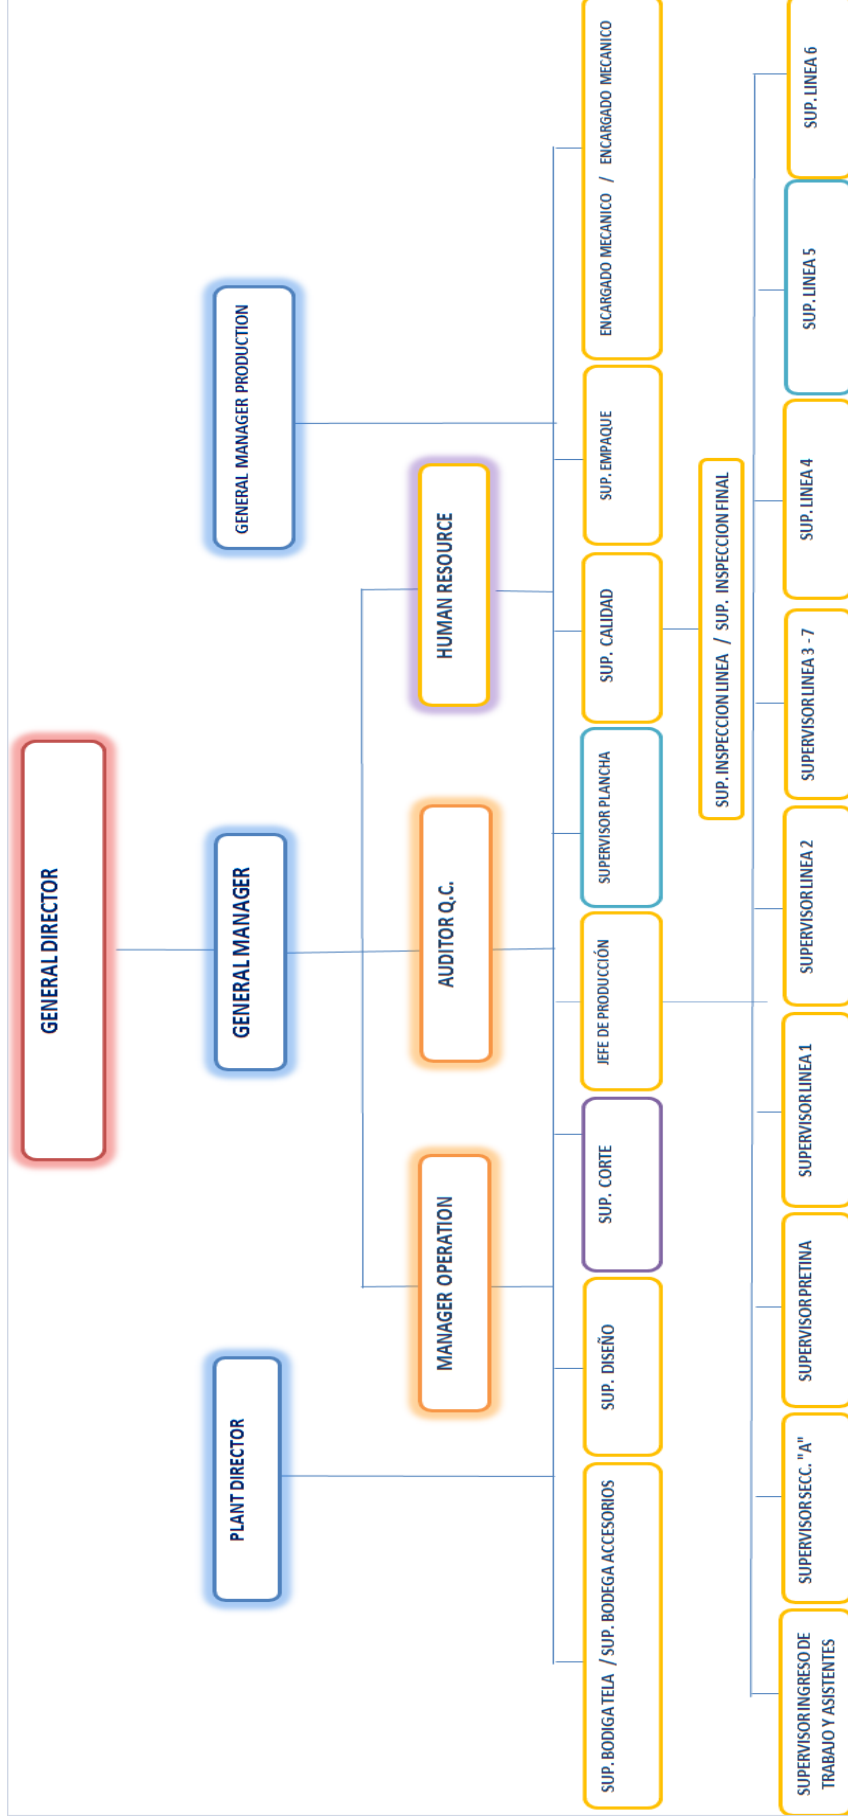 GENERAL DIRECTOR
PLANT DIRECTOR
GENERAL MANAGER
GENERAL MANAGER PRODUCTION
MANAGER OPERATION
AUDITOR Q.C.
HUMAN RESOURCE
SUP. BODIGA TELA / SUP. BODEGA ACCESORIOS
SUP. DISEÑO
SUP. CORTE
JEFE DE PRODUCCIÓN
SUPERVISOR PLANCHA
SUP. CALIDAD
SUP. EMPAQUE
ENCARGADO MECANICO / ENCARGADO MECANICO
SUP. INSPECCION LINEA / SUP. INSPECCION FINAL
SUPERVISOR INGRESO DE
TRABAJO Y ASISTENTES
SUPERVISOR SECC. "A"
SUPERVISOR PRETINA
SUPERVISOR LINEA 1
SUPERVISOR LINEA 2
SUPERVISOR LINEA 3 - 7
SUP. LINEA 4
SUP. LINEA 5
SUP. LINEA 6